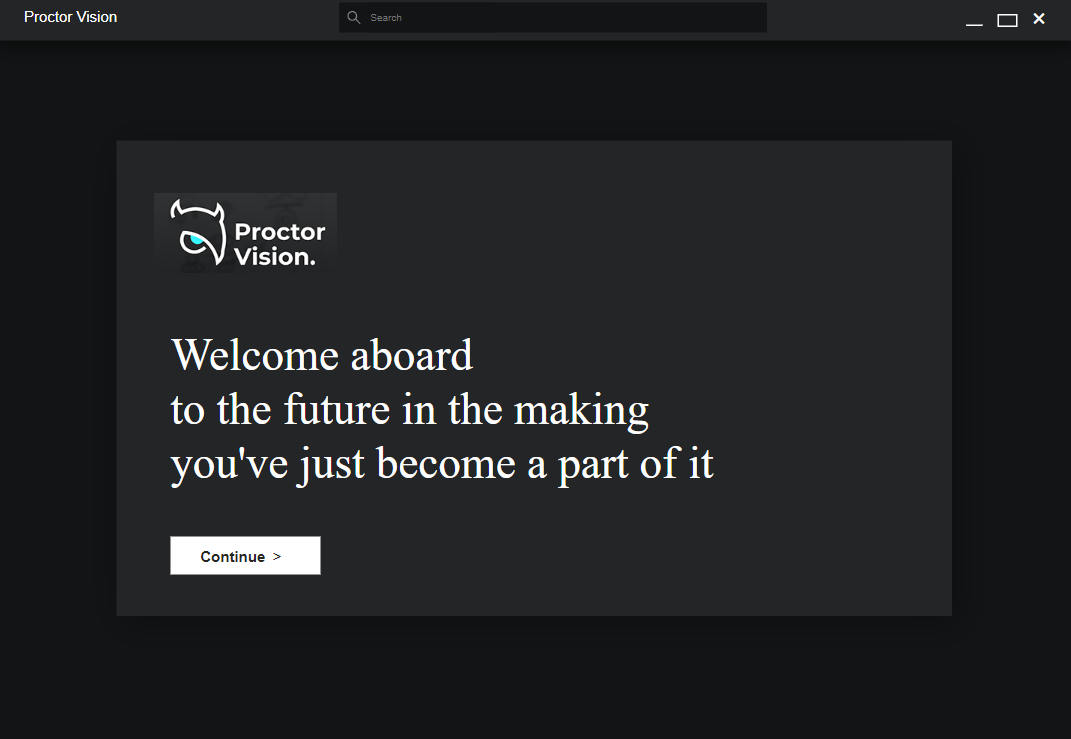 Proctor Vision
Search
Proctor
Vision.
Welcome aboard
to the future in the making
you've just become a part of it
Continue >